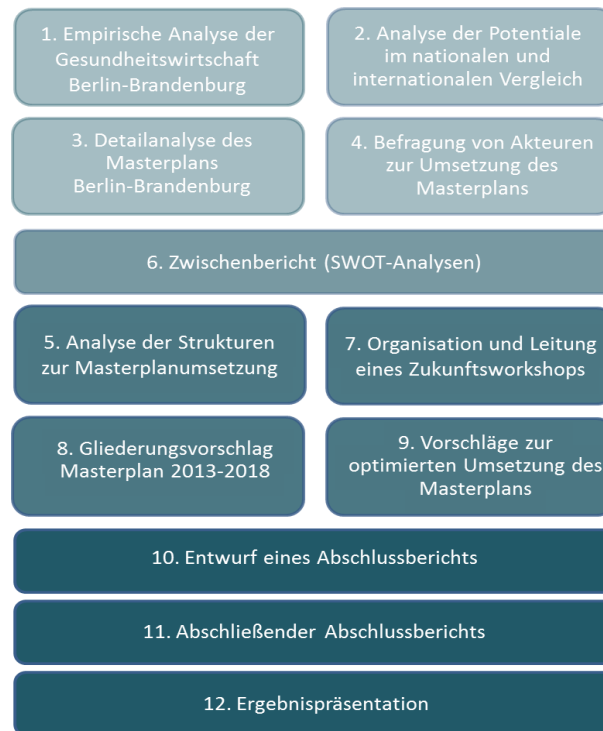 1. Empirische Analyse der
Gesundheitswirtschaft
Berlin-Brandenburg
2. Analyse der Potentiale
im nationalen und
internationalen Vergleich
3. Detailanalyse des
Masterplans
Berlin-Brandenburg
4. Befragung von Akteuren
zur Umsetzung des
Masterplans
6. Zwischenbericht (SWOT-Analysen)
5. Analyse der Strukturen
zur Masterplanumsetzung
7. Organisation und Leitung
eines Zukunftsworkshops
8. Gliederungsvorschlag
Masterplan 2013-2018
9. Vorschläge zur
optimierten Umsetzung des
Masterplans
10. Entwurf eines Abschlussberichts
11. Abschließender Abschlussberichts
12. Ergebnispräsentation